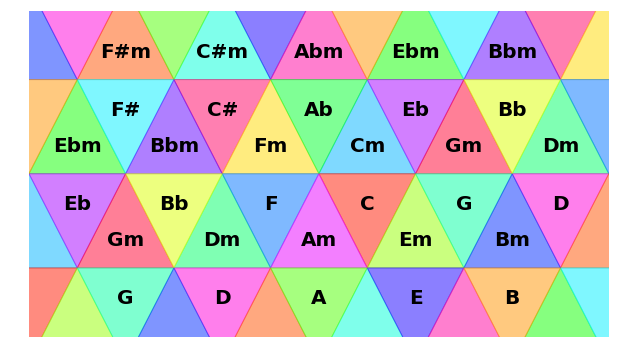 F#m C#m Abm Ebm Bbm
F# C# Ab Eb Bb
Ebm Bbm Fm Cm Gm Dm
Eb Bb F C G D
Gm Dm Am Em Bm
G D A E B